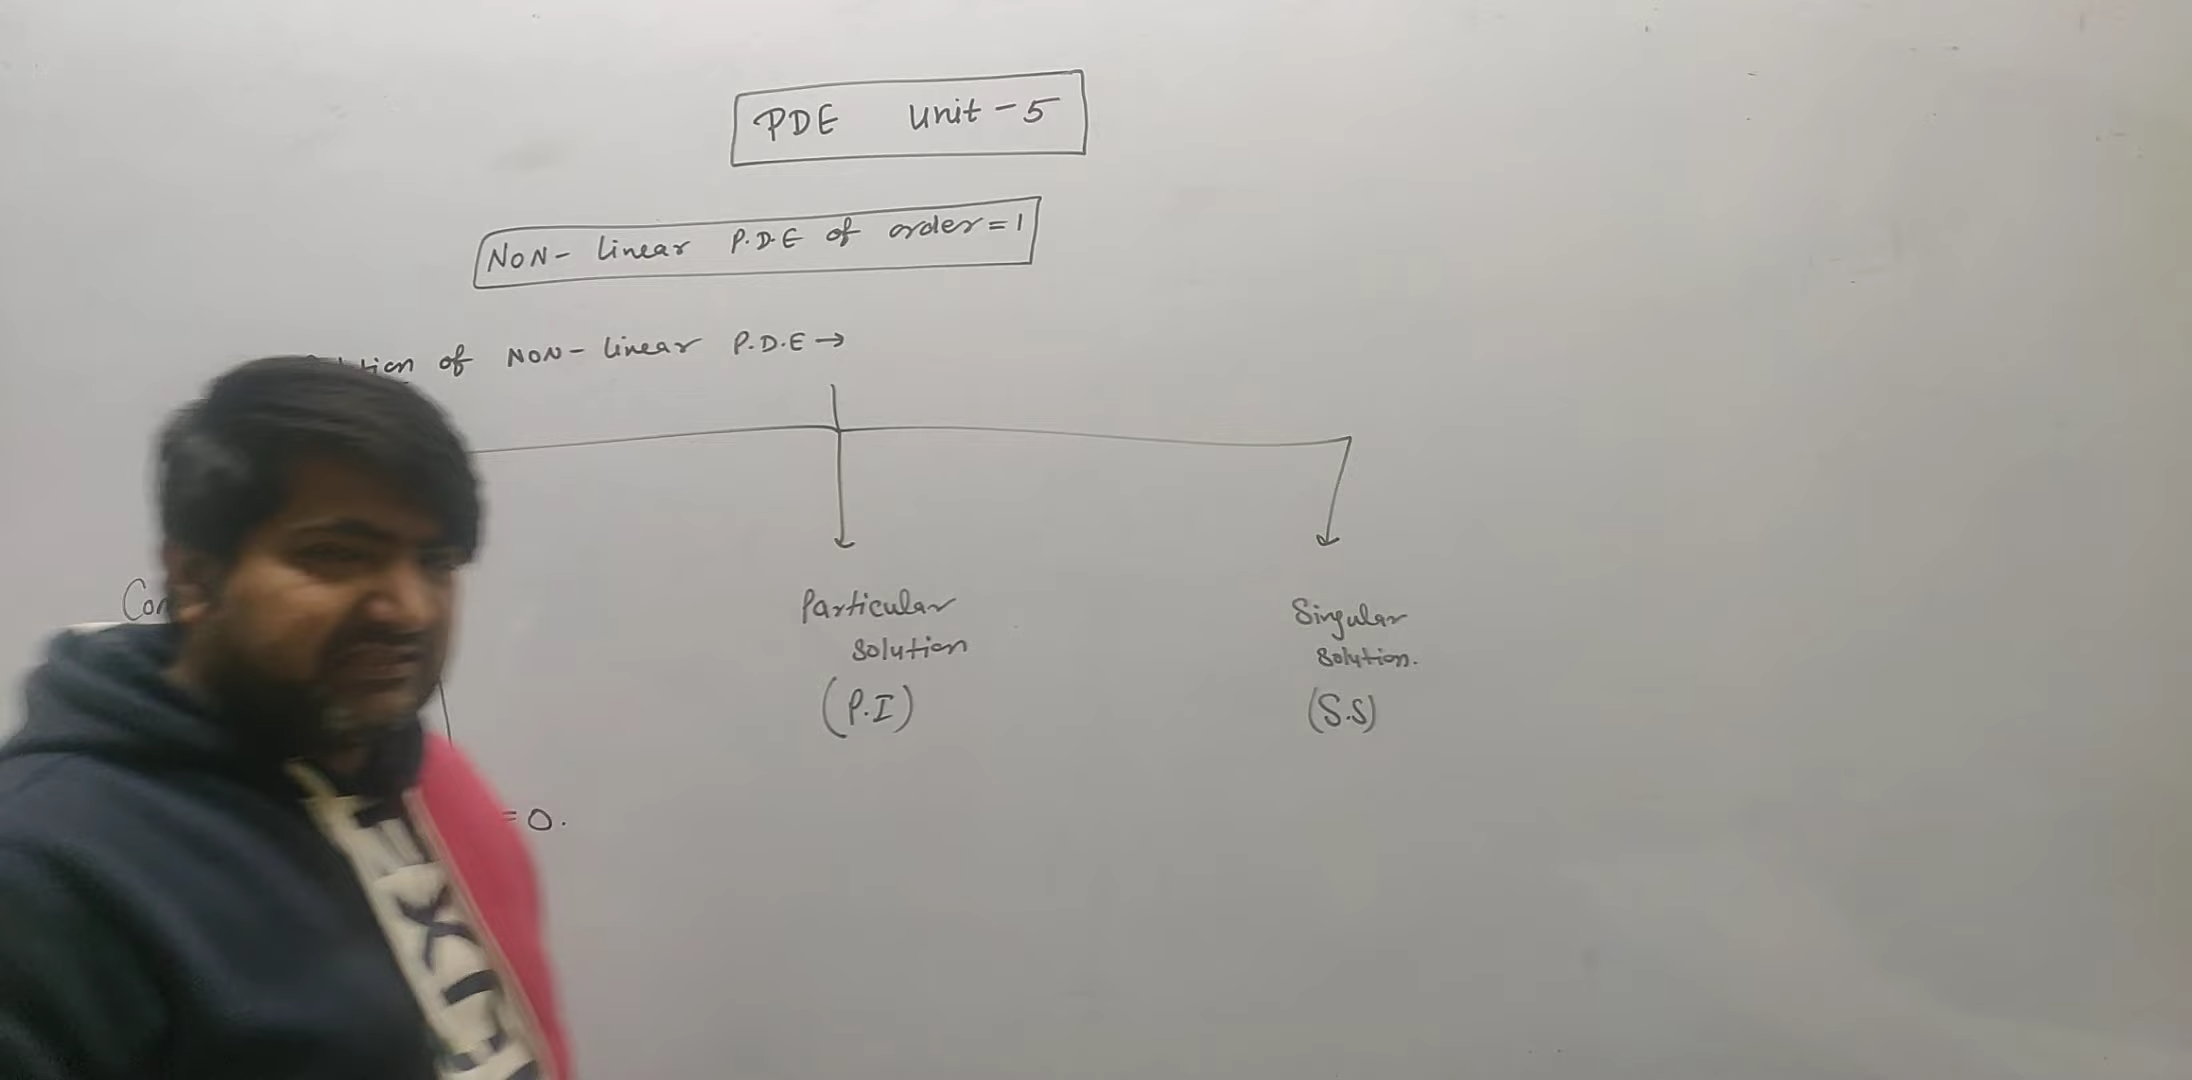 PDE unit - 5
NON- linear P.D.E of order = 1
of NON- linear P.D.E →
Particular
Solution
(P.I)
Singular
Solution.
(S.S)
= 0.